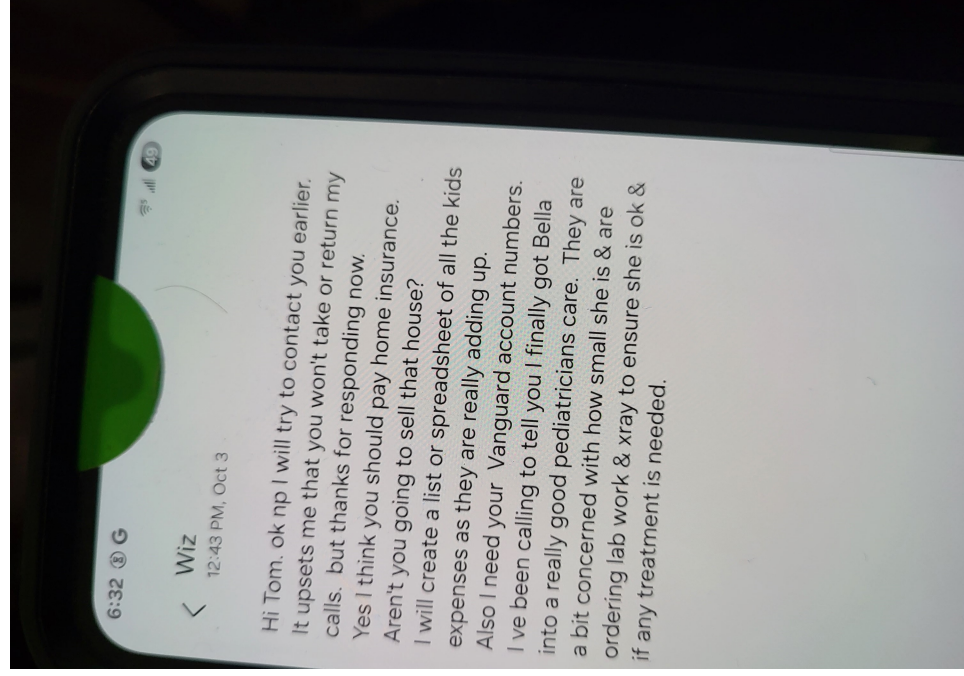 6:32 G
49
Wiz
12:43 PM, Oct 3
Hi Tom. ok np I will try to contact you earlier.
It upsets me that you won't take or return my
calls.  but thanks for responding now.
Yes I think you should pay home insurance.
Aren't you going to sell that house?
I will create a list or spreadsheet of all the kids
expenses as they are really adding up.
Also I need your  Vanguard account numbers.
I ve been calling to tell you I finally got Bella
into a really good pediatricians care.  They are
a bit concerned with how small she is & are
ordering lab work & xray to ensure she is ok &
if any treatment is needed.